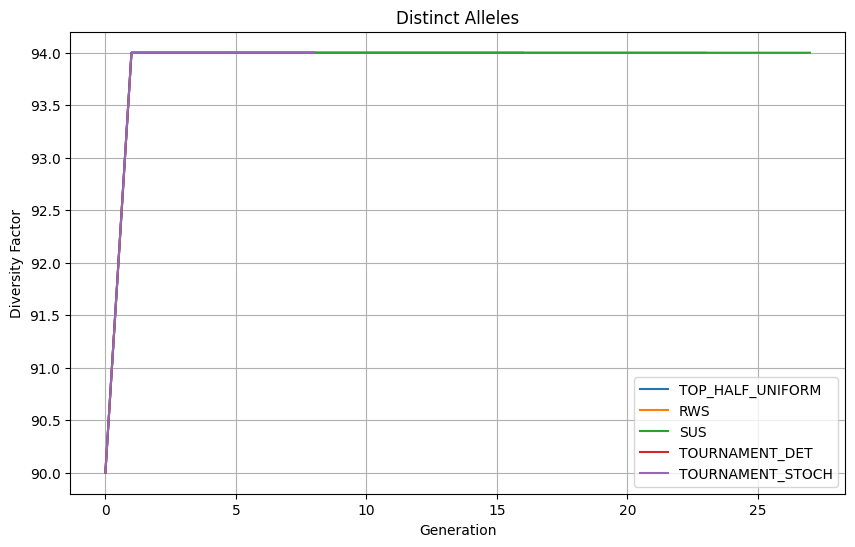 Distinct Alleles
Diversity Factor
94.0
93.5
93.0
92.5
92.0
91.5
91.0
90.5
90.0
0 5 10 15 20 25
Generation
TOP_HALF_UNIFORM
RWS
SUS
TOURNAMENT_DET
TOURNAMENT_STOCH